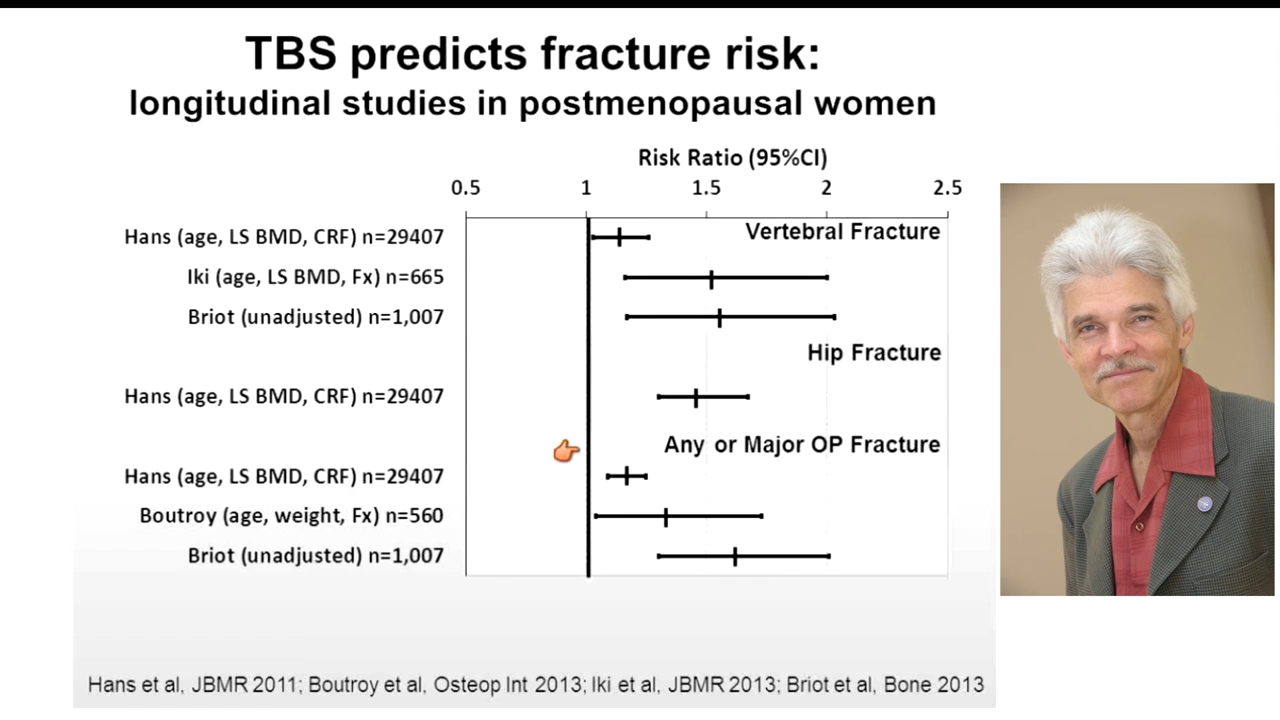 TBS predicts fracture risk:
longitudinal studies in postmenopausal women
Risk Ratio (95%CI)
0.5 1 1.5 2 2.5
Vertebral Fracture
Hans (age, LS BMD, CRF) n=29407
Iki (age, LS BMD, Fx) n=665
Briot (unadjusted) n=1,007
Hip Fracture
Hans (age, LS BMD, CRF) n=29407
Any or Major OP Fracture
Hans (age, LS BMD, CRF) n=29407
Boutroy (age, weight, Fx) n=560
Briot (unadjusted) n=1,007
Hans et al, JBMR 2011; Boutroy et al, Osteop Int 2013; Iki et al, JBMR 2013; Briot et al, Bone 2013